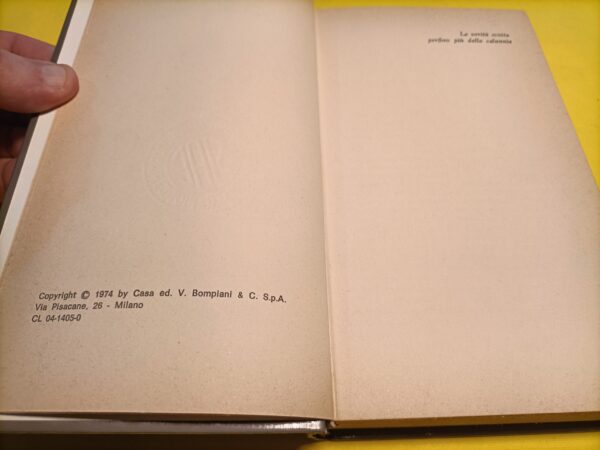 Copyright © 1974 by Casa ed. V. Bompiani & C. S.p.A.
Via Pisacane, 26 - Milano
CL 04-1405-0
La verità scotta
perfino più della calunnia